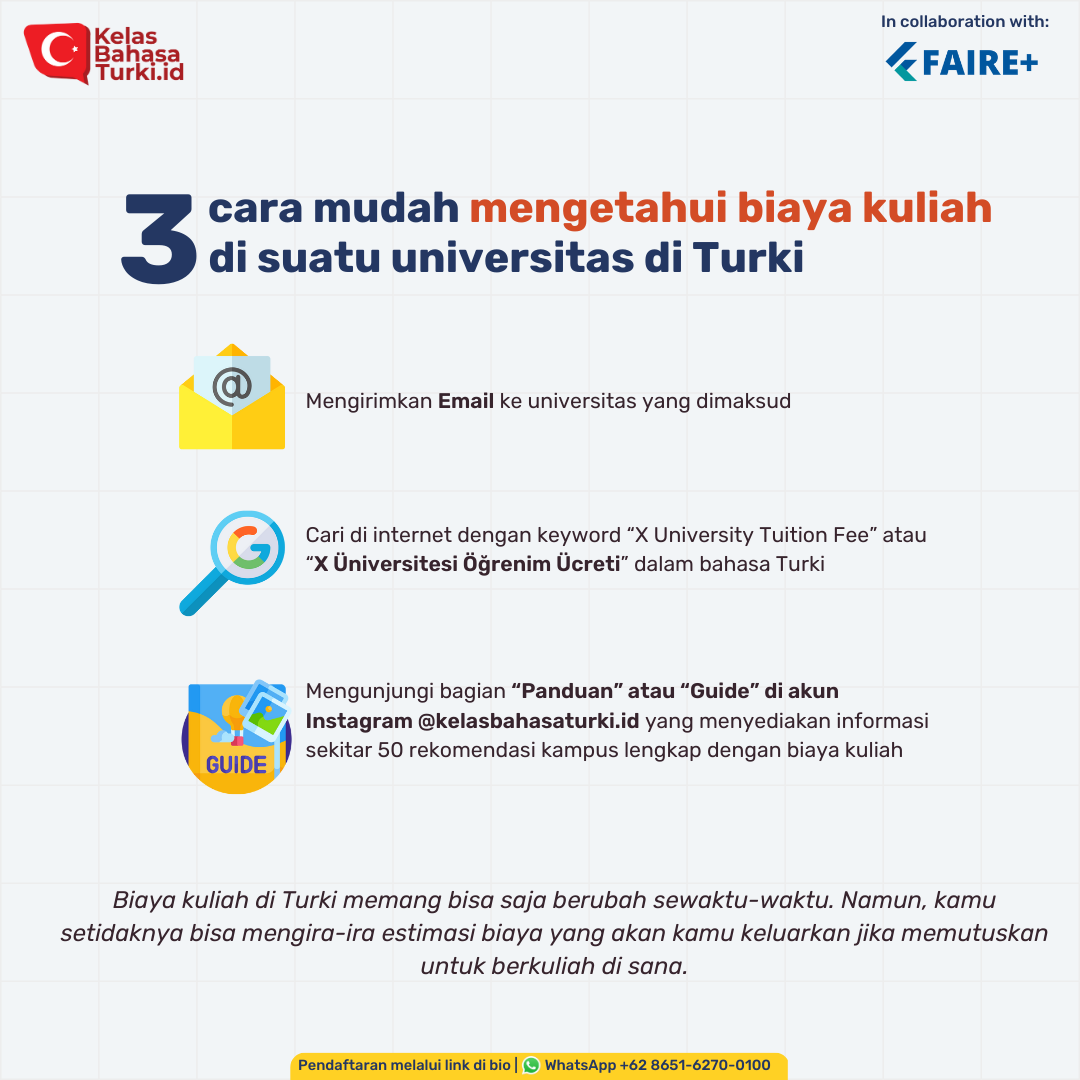 Kelas
Bahasa
Turki.id
In collaboration with:
FAIRE+
3 cara mudah mengetahui biaya kuliah
di suatu universitas di Turki
@
Mengirimkan Email ke universitas yang dimaksud
G
Cari di internet dengan keyword “X University Tuition Fee” atau
“X Üniversitesi Öğrenim Ücreti” dalam bahasa Turki
GUIDE
Mengunjungi bagian “Panduan” atau “Guide” di akun
Instagram @kelasbahasaturki.id yang menyediakan informasi
sekitar 50 rekomendasi kampus lengkap dengan biaya kuliah
Biaya kuliah di Turki memang bisa saja berubah sewaktu-waktu. Namun, kamu
setidaknya bisa mengira-ira estimasi biaya yang akan kamu keluarkan jika memutuskan
untuk berkuliah di sana.
Pendaftaran melalui link di bio | WhatsApp +62 8651-6270-0100